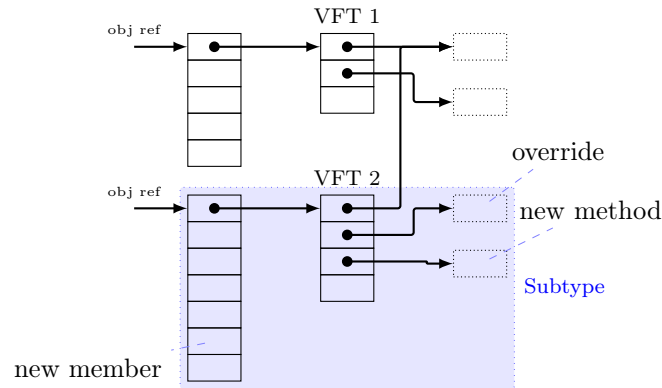 VFT 1
obj ref
override
VFT 2
obj ref
new method
Subtype
new member